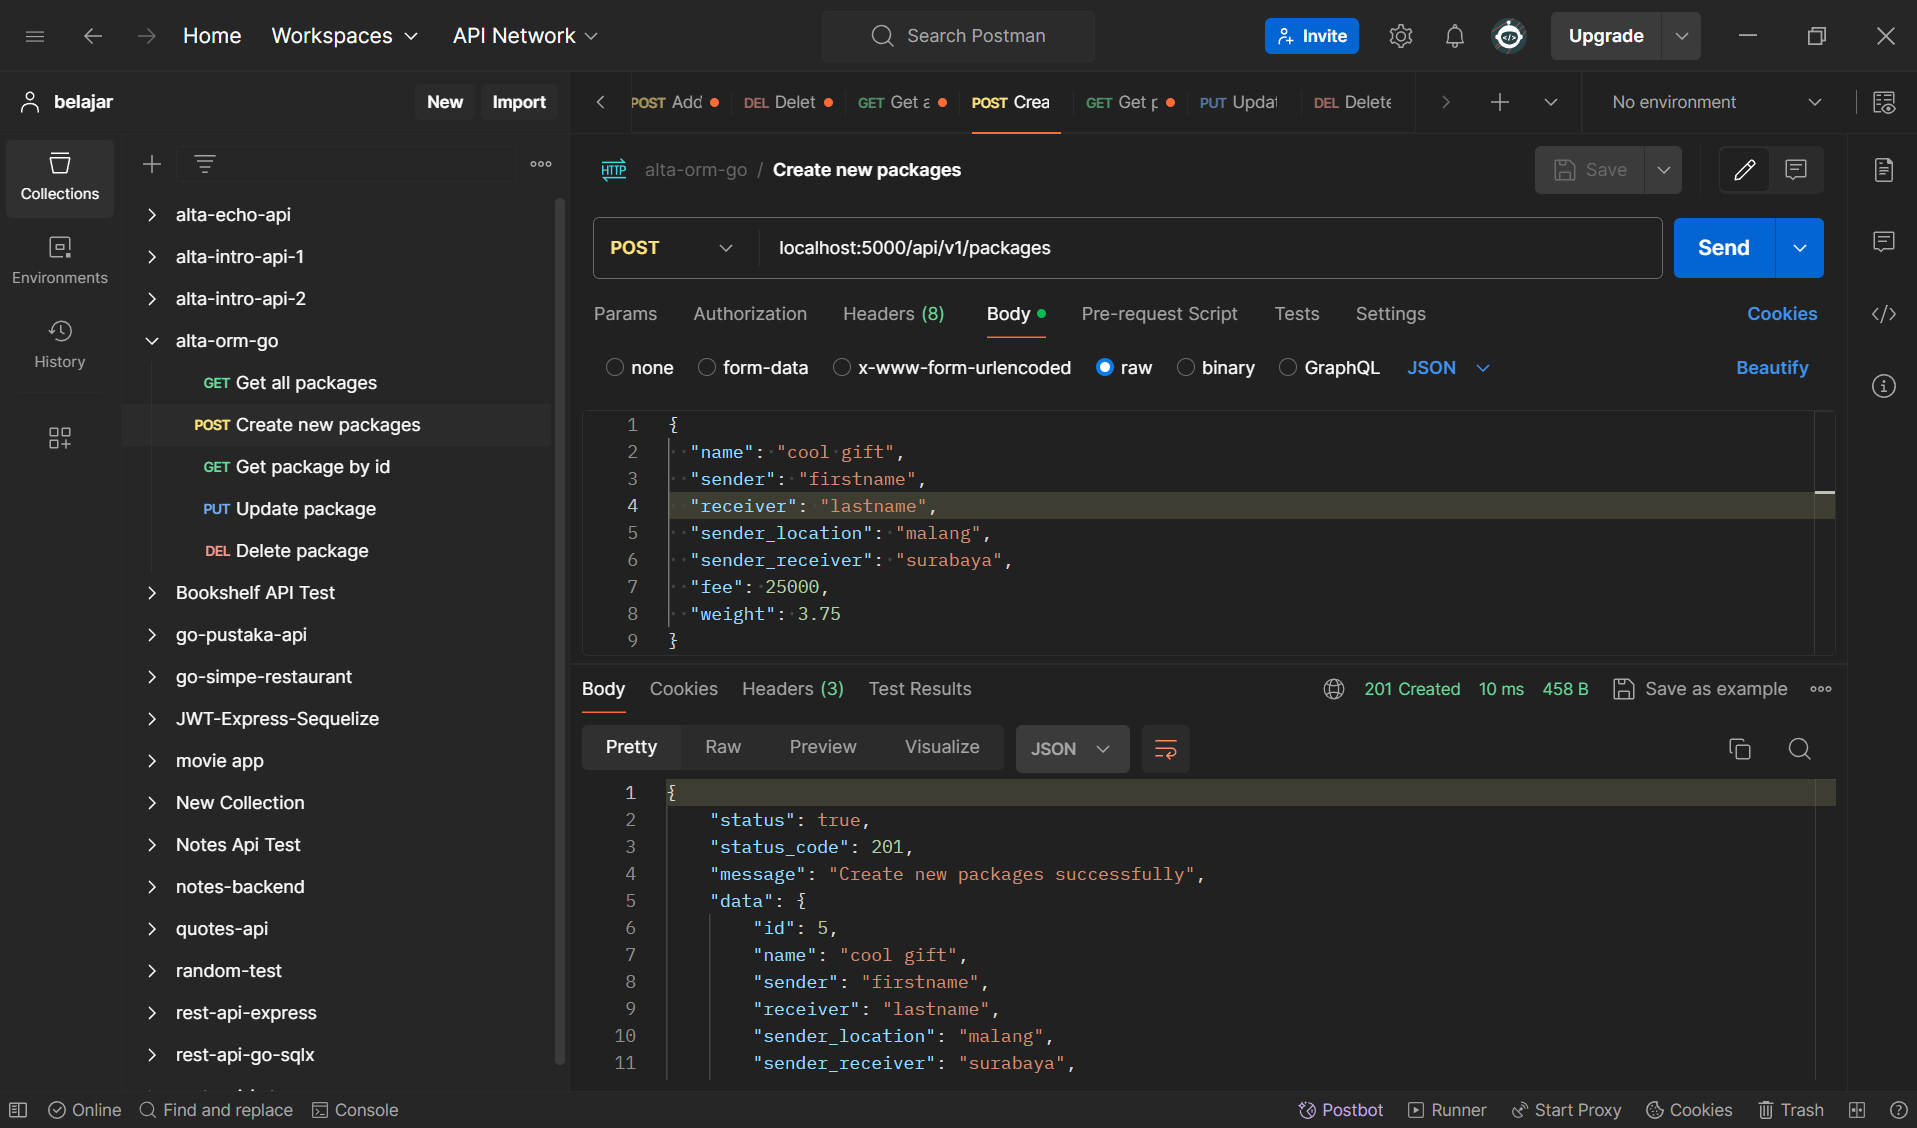 Home Workspaces API Network Search Postman Invite Upgrade
belajar New Import
POST Add DEL Delet GET Get a POST Crea GET Get p PUT Updat DEL Delete No environment
Collections
Environments
History
alta-echo-api
alta-intro-api-1
alta-intro-api-2
alta-orm-go
GET Get all packages
POST Create new packages
GET Get package by id
PUT Update package
DEL Delete package
Bookshelf API Test
go-pustaka-api
go-simpe-restaurant
JWT-Express-Sequelize
movie app
New Collection
Notes Api Test
notes-backend
quotes-api
random-test
rest-api-express
rest-api-go-sqlx
HTTP alta-orm-go / Create new packages Save
POST localhost:5000/api/v1/packages Send
Params Authorization Headers (8) Body Pre-request Script Tests Settings Cookies
none form-data x-www-form-urlencoded raw binary GraphQL JSON Beautify
1 {
2 "name": "cool gift",
3 "sender": "firstname",
4 "receiver": "lastname",
5 "sender_location": "malang",
6 "sender_receiver": "surabaya",
7 "fee": 25000,
8 "weight": 3.75
9 }
Body Cookies Headers (3) Test Results 201 Created 10 ms 458 B Save as example
Pretty Raw Preview Visualize JSON
1 {
2 "status": true,
3 "status_code": 201,
4 "message": "Create new packages successfully",
5 "data": {
6 "id": 5,
7 "name": "cool gift",
8 "sender": "firstname",
9 "receiver": "lastname",
10 "sender_location": "malang",
11 "sender_receiver": "surabaya",
Online Find and replace Console Postbot Runner Start Proxy Cookies Trash